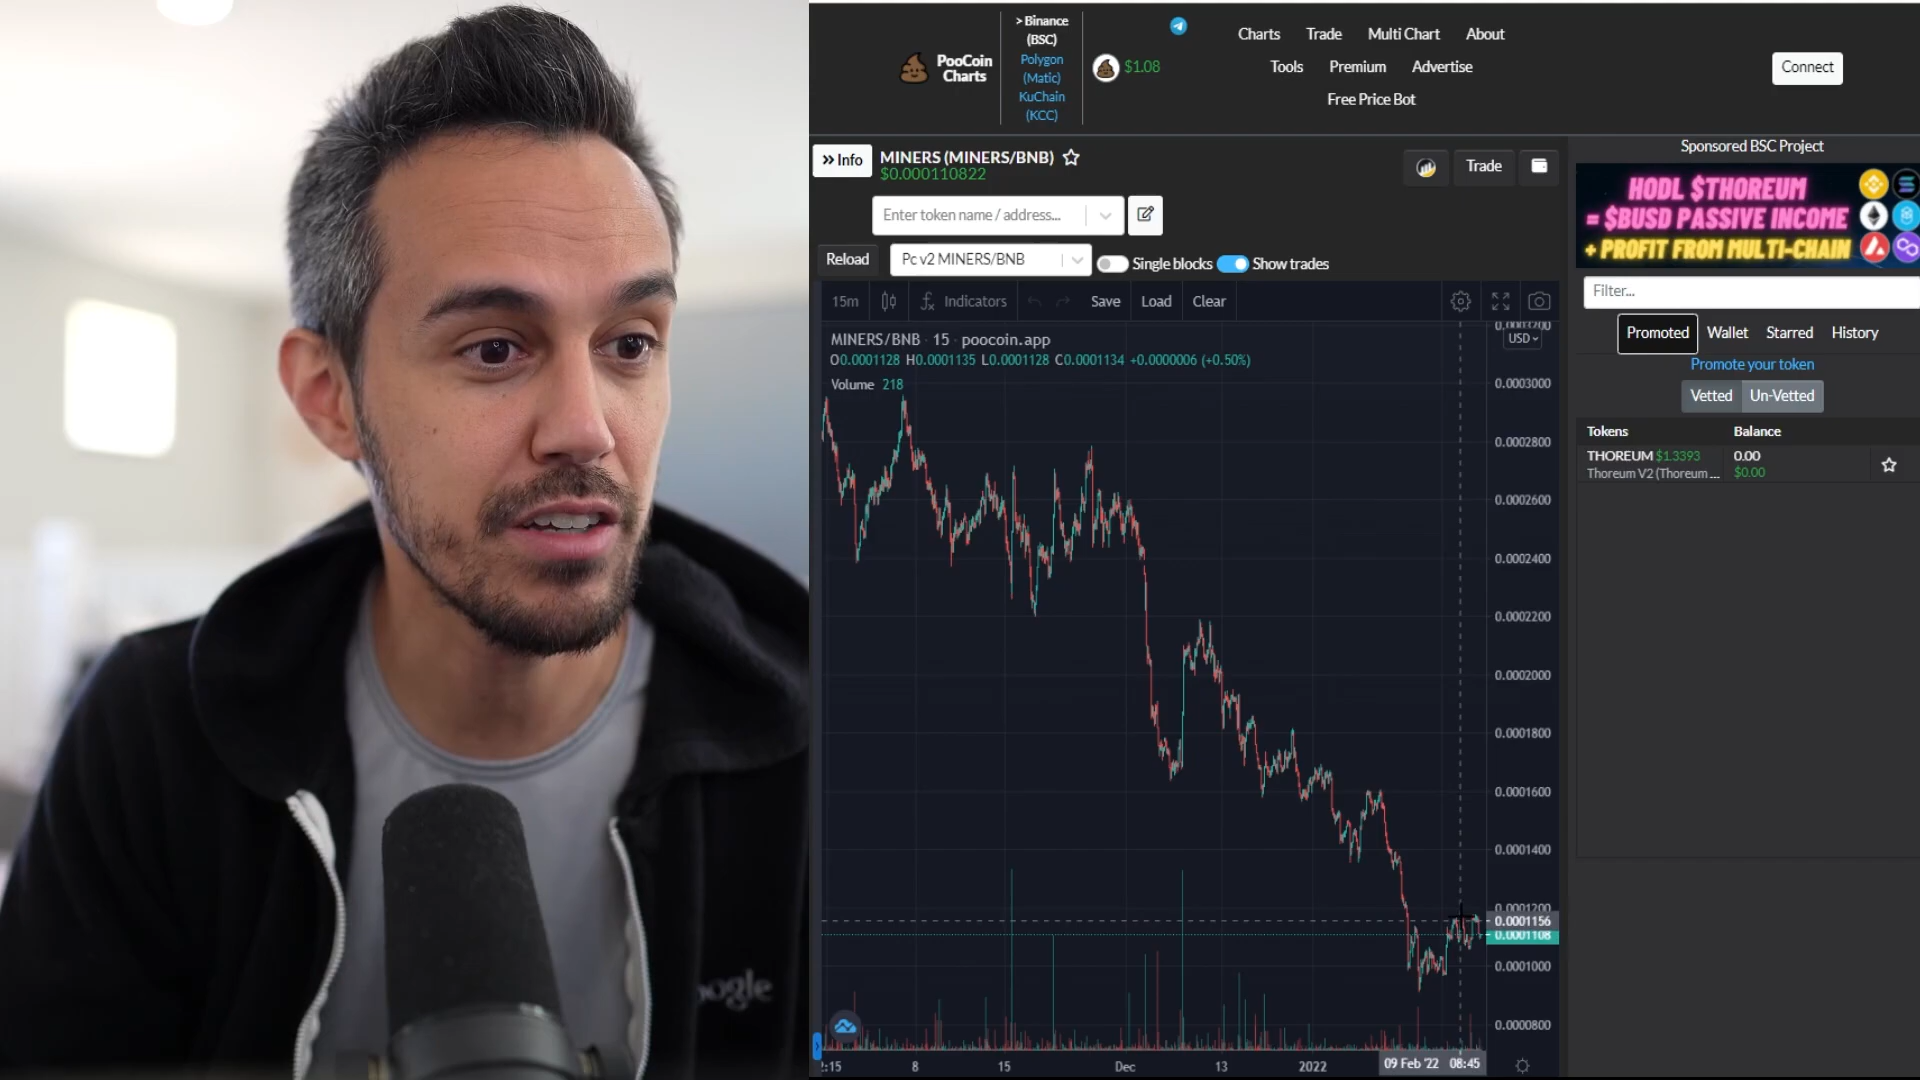 oogle
PooCoin
Charts
> Binance
(BSC)
Polygon
(Matic)
KuChain
(KCC)
$1.08
Charts
Trade
Multi Chart
About
Tools
Premium
Advertise
Free Price Bot
Connect
» Info
MINERS (MINERS/BNB)
$0.000110822
Trade
Enter token name / address...
Reload
Pc v2 MINERS/BNB
Single blocks
Show trades
15m
Indicators
Save
Load
Clear
MINERS/BNB · 15 · poocoin.app
O0.0001128 H0.0001135 L0.0001128 C0.0001134 +0.0000006 (+0.50%)
Volume 218
USD
0.0003000
0.0002800
0.0002600
0.0002400
0.0002200
0.0002000
0.0001800
0.0001600
0.0001400
0.0001200
0.0001156
0.0001108
0.0001000
0.0000800
:15
8
15
Dec
13
2022
09 Feb '22 08:45
Sponsored BSC Project
HODL $THOREUM
= $BUSD PASSIVE INCOME
+ PROFIT FROM MULTI-CHAIN
Filter...
Promoted
Wallet
Starred
History
Promote your token
Vetted
Un-Vetted
Tokens
Balance
THOREUM $1.3393
0.00
Thoreum V2 (Thoreum ...
$0.00